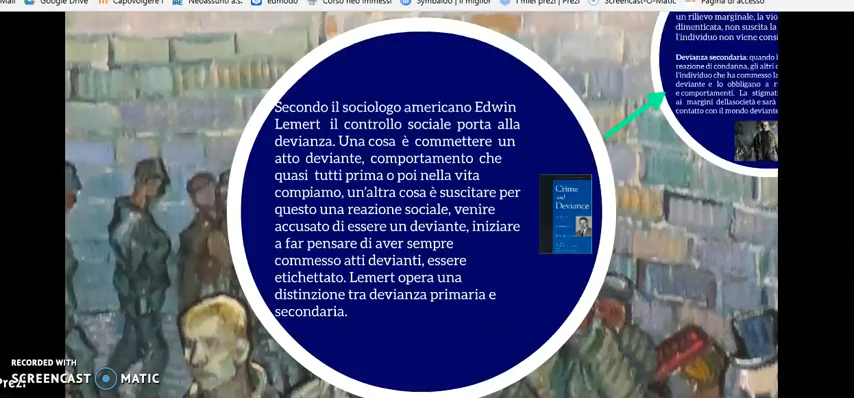 Google Drive
Capovolgere i
Neoassunti a.s.
edmodo
Corso neo immessi
Symbaloo | Il miglior
I miei prezi | Prezi
Screencast-O-Matic
Pagina di accesso
un rilievo marginale, la vio
dimenticata, non suscita la
l'individuo non viene consi
Devianza secondaria: quando l
reazione di condanna, gli altri c
l'individuo che ha commesso la
deviante e lo obbligano a r
e comportamenti. La stigmat
ai margini dellasocietà e sarà
contatto con il mondo deviante
Secondo il sociologo americano Edwin
Lemert il controllo sociale porta alla
devianza. Una cosa è commettere un
atto deviante, comportamento che
quasi tutti prima o poi nella vita
compiamo, un'altra cosa è suscitare per
questo una reazione sociale, venire
accusato di essere un deviante, iniziare
a far pensare di aver sempre
commesso atti devianti, essere
etichettato. Lemert opera una
distinzione tra devianza primaria e
secondaria.
Crime
and
Deviance
RECORDED WITH
SCREENCAST MATIC
Prezi